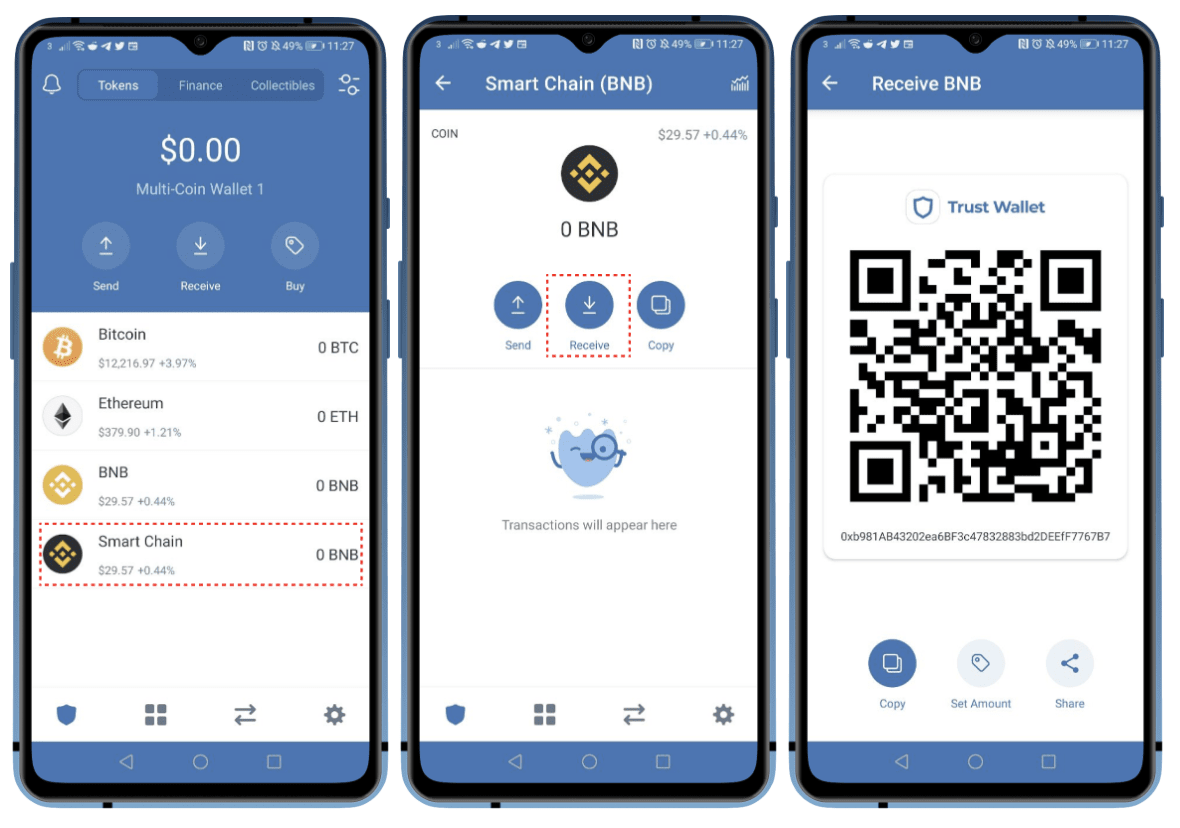 3 49% 11:27
Tokens Finance Collectibles
$0.00
Multi-Coin Wallet 1
Send Receive Buy
Bitcoin
0 BTC
$12,216.97 +3.97%
Ethereum
0 ETH
$379.90 +1.21%
BNB
0 BNB
$29.57 +0.44%
Smart Chain
0 BNB
$29.57 +0.44%
3 49% 11:27
Smart Chain (BNB)
COIN $29.57 +0.44%
0 BNB
Send Receive Copy
Transactions will appear here
3 49% 11:27
Receive BNB
Trust Wallet
0xb981AB43202ea6BF3c47832883bd2DEEfF7767B7
Copy Set Amount Share